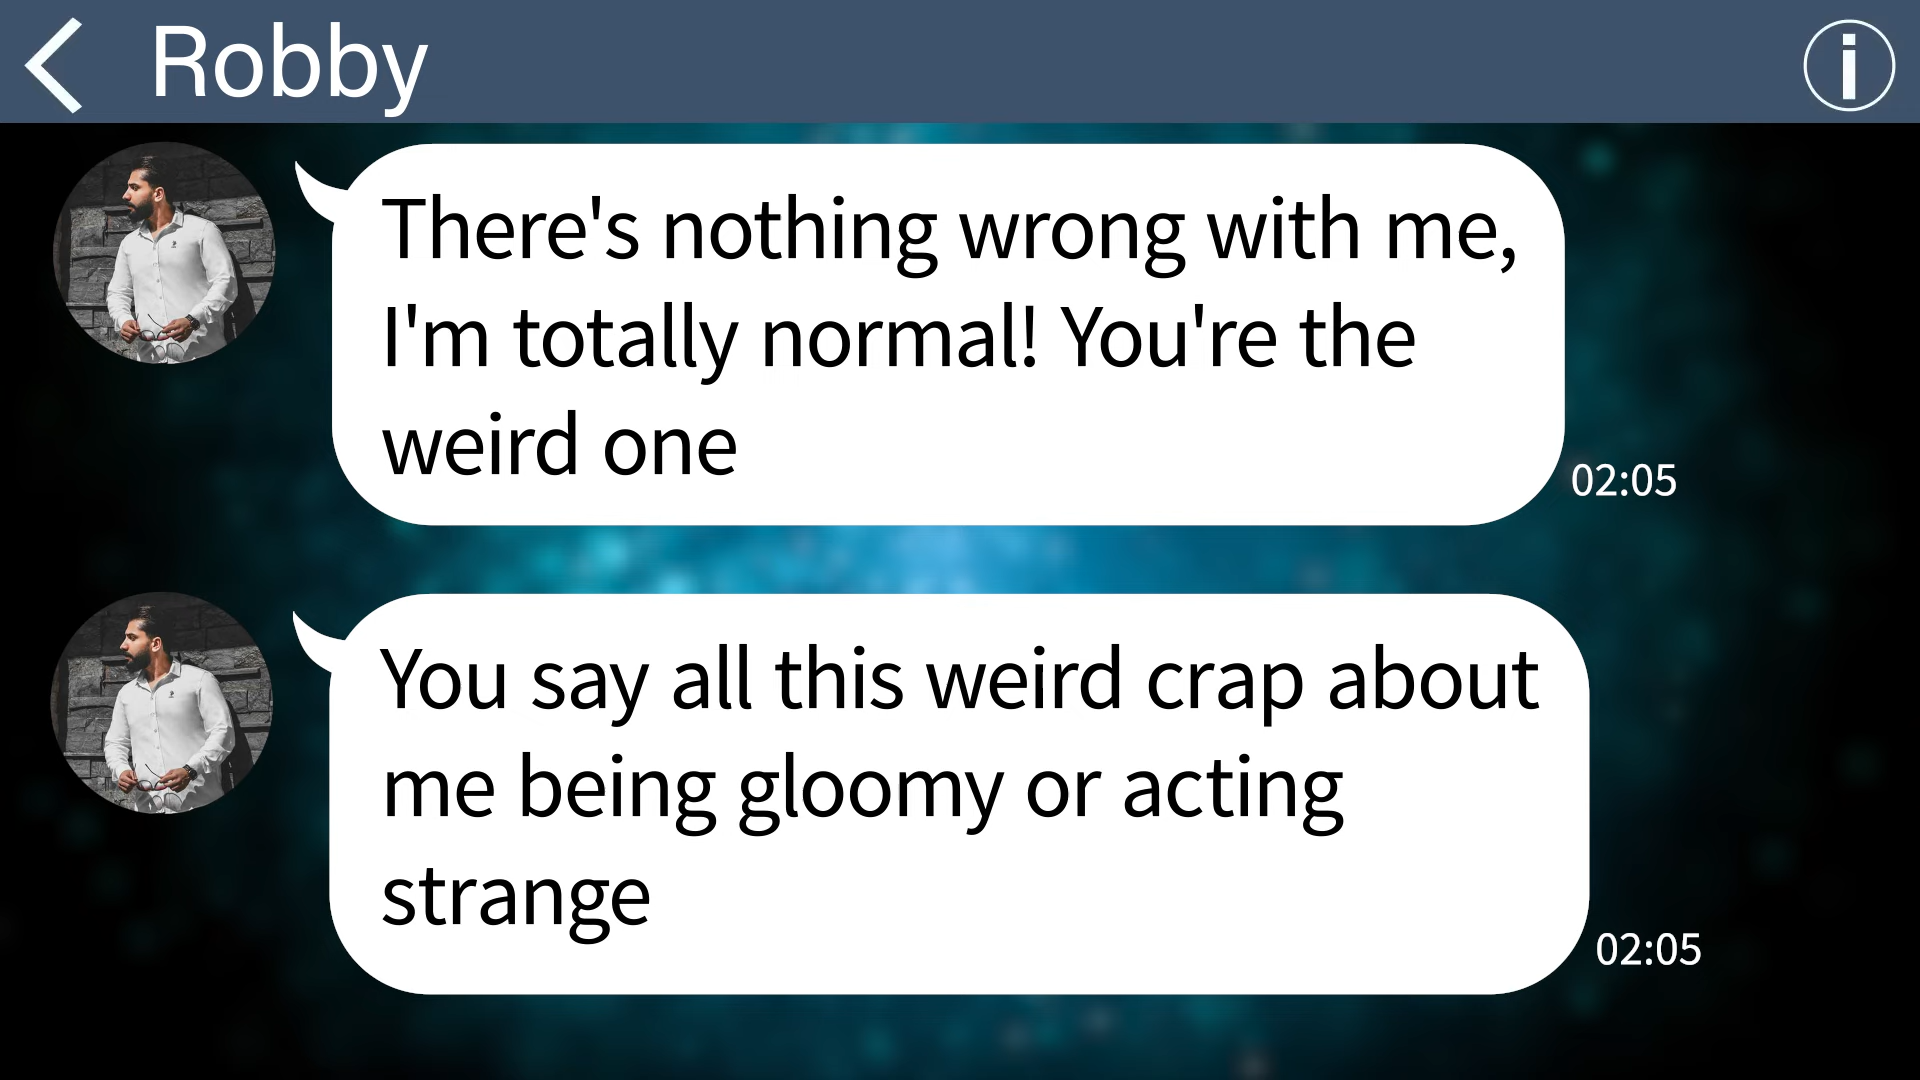 Robby
There's nothing wrong with me,
I'm totally normal! You're the
weird one
02:05
You say all this weird crap about
me being gloomy or acting
strange
02:05